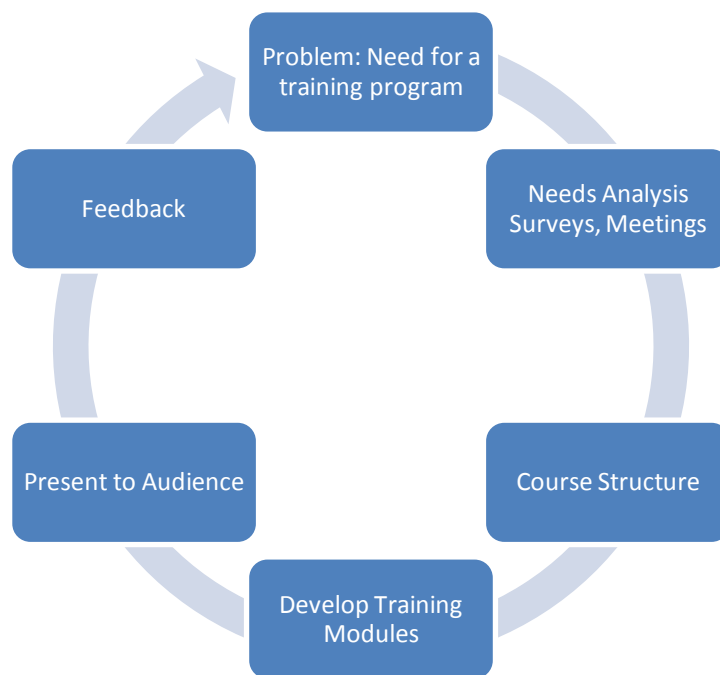 Problem: Need for a
training program
Needs Analysis
Surveys, Meetings
Course Structure
Develop Training
Modules
Present to Audience
Feedback